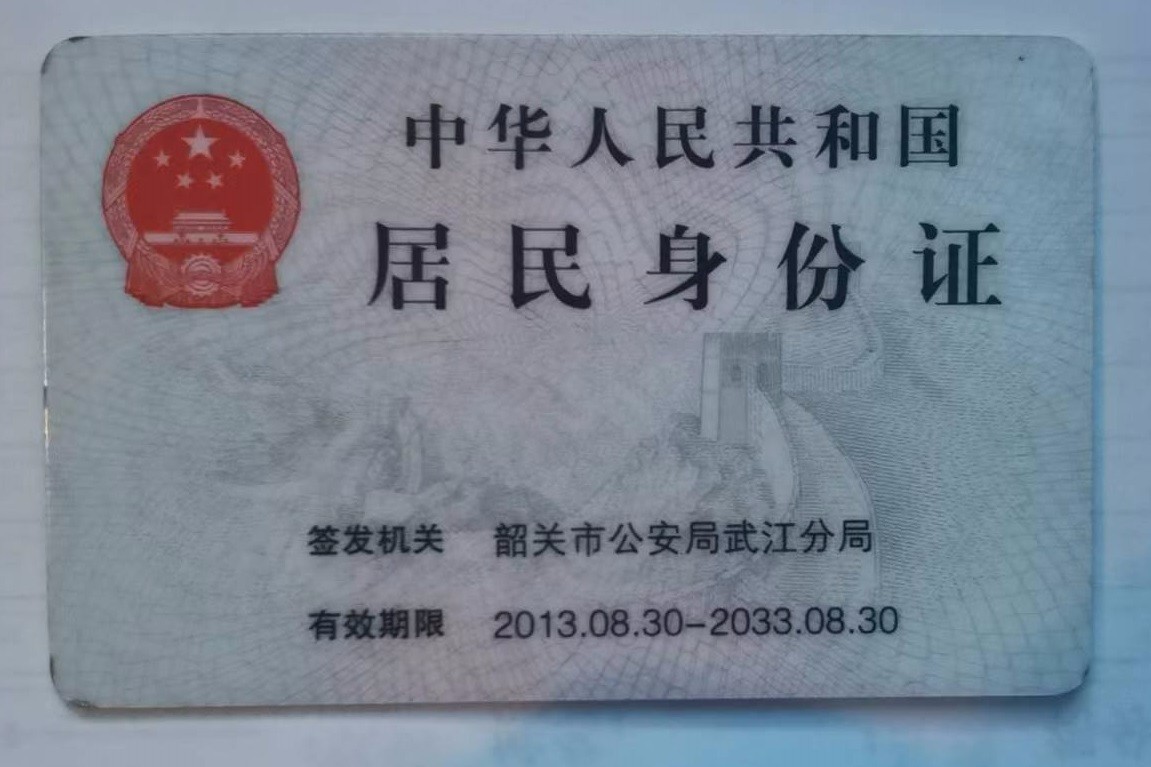 中华人民共和国
居民身份证
签发机关 韶关市公安局武江分局
有效期限 2013.08.30-2033.08.30